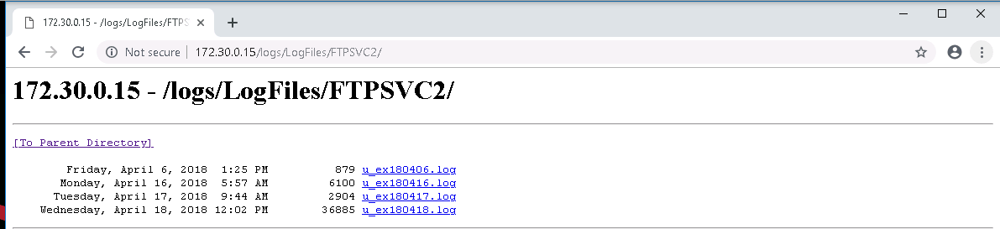 172.30.0.15 - /logs/LogFiles/FTPS
Not secure | 172.30.0.15/logs/LogFiles/FTPSVC2/
172.30.0.15 - /logs/LogFiles/FTPSVC2/
[To Parent Directory]
Friday, April 6, 2018 1:25 PM 879 u_ex180406.log
Monday, April 16, 2018 5:57 AM 6100 u_ex180416.log
Tuesday, April 17, 2018 9:44 AM 2904 u_ex180417.log
Wednesday, April 18, 2018 12:02 PM 36885 u_ex180418.log